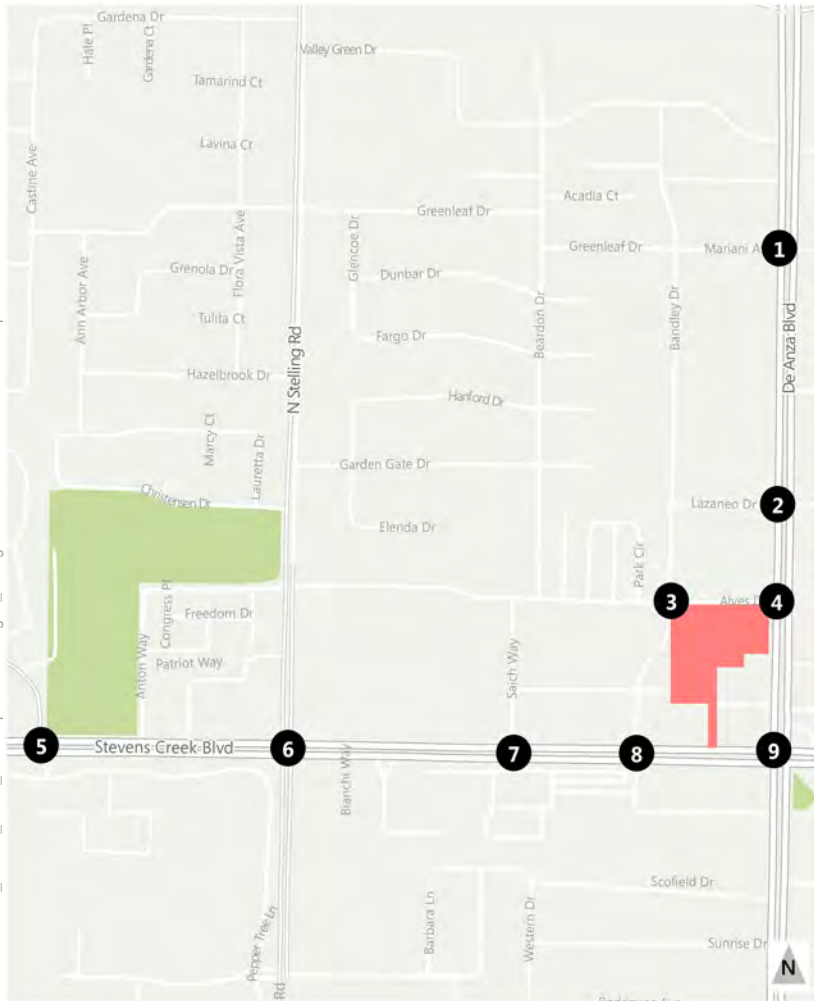 Gardena Dr
Hale Pl
Gardena Ct
Valley Green Dr
Tamarind Ct
Lavina Ct
Castine Ave
Acadia Ct
Greenleaf Dr
Flora Vista Ave
Glencoe Dr
Greenleaf Dr
Mariani A
1
Ann Arbor Ave
Grenola Dr
Dunbar Dr
Beardon Dr
Bandley Dr
De Anza Blvd
Tulita Ct
N Stelling Rd
Fargo Dr
Hazelbrook Dr
Hanford Dr
Marcy Ct
Lauretta Dr
Garden Gate Dr
Christensen Dr
Lazaneo Dr
2
Elenda Dr
Park Cir
3
Alves D
4
Congress Pl
Freedom Dr
Anton Way
Patriot Way
Saich Way
5
Stevens Creek Blvd
6
7
8
9
Bianchi Way
Scofield Dr
Barbara Ln
Western Dr
Pepper Tree Ln
Sunrise Dr
N
Rd